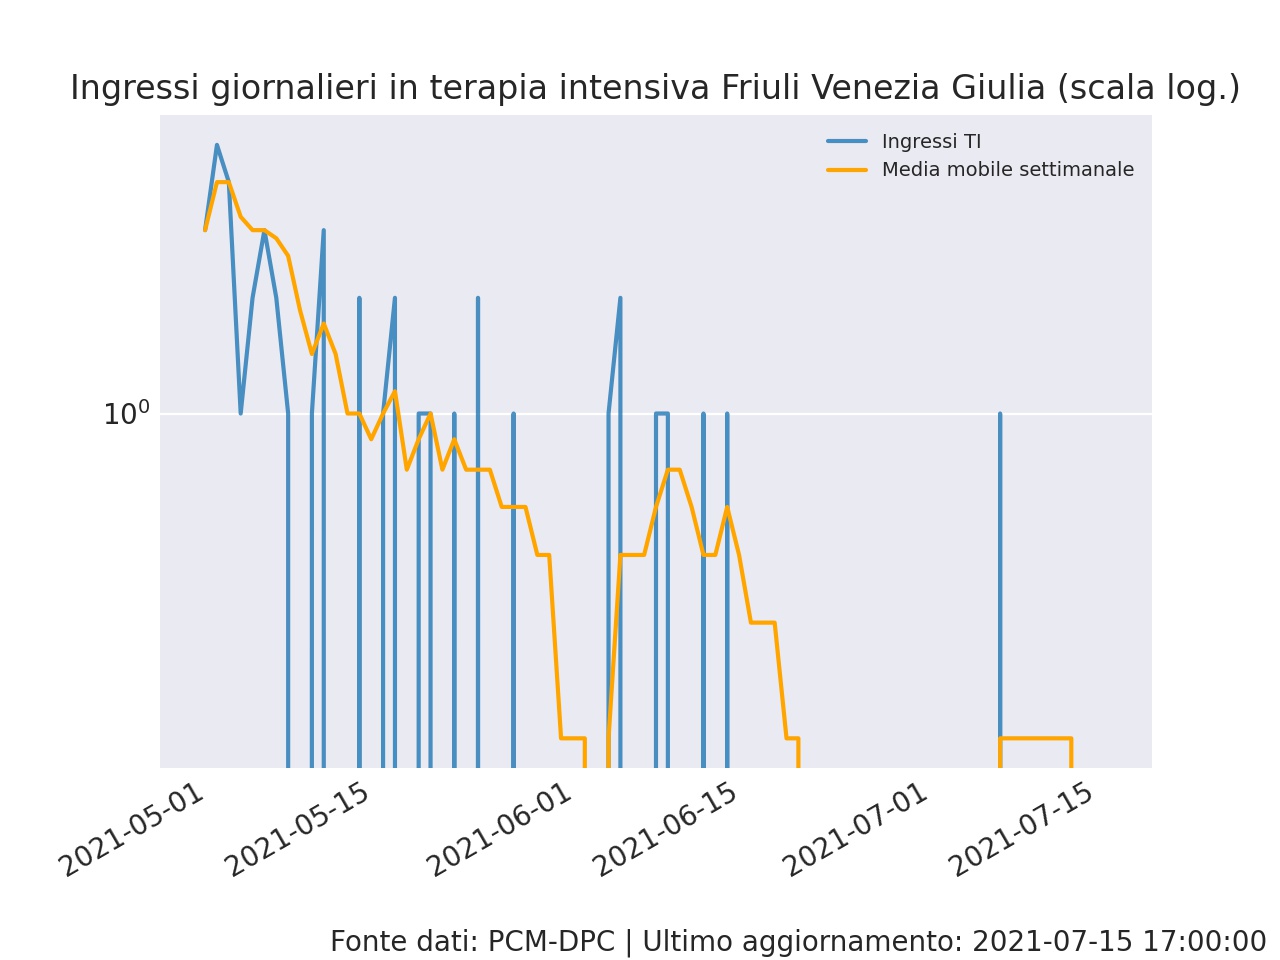 Ingressi giornalieri in terapia intensiva Friuli Venezia Giulia (scala log.)
Ingressi TI
Media mobile settimanale
10⁰
2021-05-01
2021-05-15
2021-06-01
2021-06-15
2021-07-01
2021-07-15
Fonte dati: PCM-DPC | Ultimo aggiornamento: 2021-07-15 17:00:00